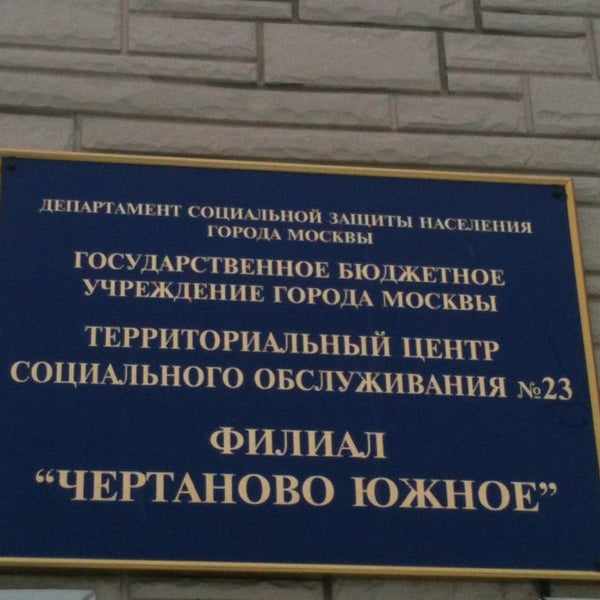 ДЕПАРТАМЕНТ СОЦИАЛЬНОЙ ЗАЩИТЫ НАСЕЛЕНИЯ
ГОРОДА МОСКВЫ
ГОСУДАРСТВЕННОЕ БЮДЖЕТНОЕ
УЧРЕЖДЕНИЕ ГОРОДА МОСКВЫ
ТЕРРИТОРИАЛЬНЫЙ ЦЕНТР
СОЦИАЛЬНОГО ОБСЛУЖИВАНИЯ №23
ФИЛИАЛ
“ЧЕРТАНОВО ЮЖНОЕ”